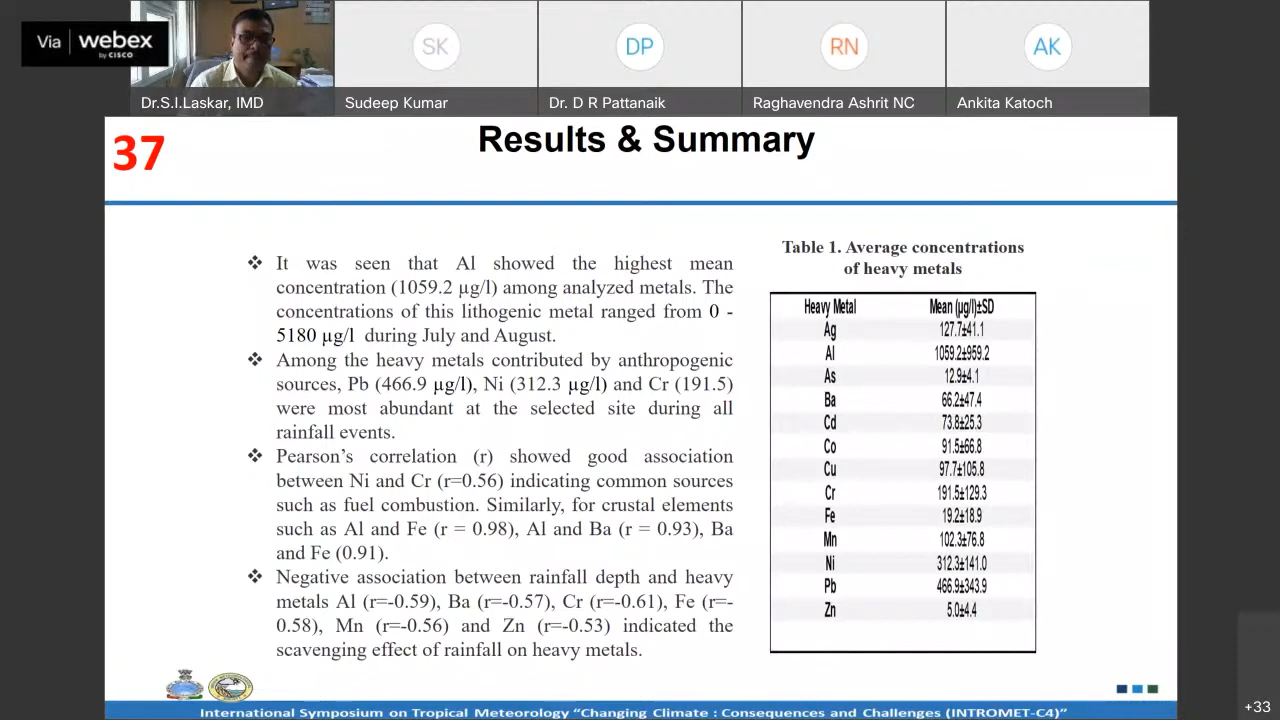 Via webex
by CISCO
SK
DP
RN
AK
Dr.S.I.Laskar, IMD
Sudeep Kumar
Dr. D R Pattanaik
Raghavendra Ashrit NC
Ankita Katoch
37
Results & Summary
❖ It was seen that Al showed the highest mean
concentration (1059.2 µg/l) among analyzed metals. The
concentrations of this lithogenic metal ranged from 0 -
5180 µg/l during July and August.
❖ Among the heavy metals contributed by anthropogenic
sources, Pb (466.9 µg/l), Ni (312.3 µg/l) and Cr (191.5)
were most abundant at the selected site during all
rainfall events.
❖ Pearson's correlation (r) showed good association
between Ni and Cr (r=0.56) indicating common sources
such as fuel combustion. Similarly, for crustal elements
such as Al and Fe (r = 0.98), Al and Ba (r = 0.93), Ba
and Fe (0.91).
❖ Negative association between rainfall depth and heavy
metals Al (r=-0.59), Ba (r=-0.57), Cr (r=-0.61), Fe (r=-
0.58), Mn (r=-0.56) and Zn (r=-0.53) indicated the
scavenging effect of rainfall on heavy metals.
Table 1. Average concentrations
of heavy metals
Heavy Metal Mean (µg/l)±SD
Ag 127.7±41.1
Al 1059.2±959.2
As 12.9±4.1
Ba 66.2±47.4
Cd 73.8±25.3
Co 91.5±66.8
Cu 97.7±105.8
Cr 191.5±129.3
Fe 19.2±18.9
Mn 102.3±76.8
Ni 312.3±141.0
Pb 466.9±343.9
Zn 5.0±4.4
International Symposium on Tropical Meteorology "Changing Climate : Consequences and Challenges (INTROMET-C4)"
+33